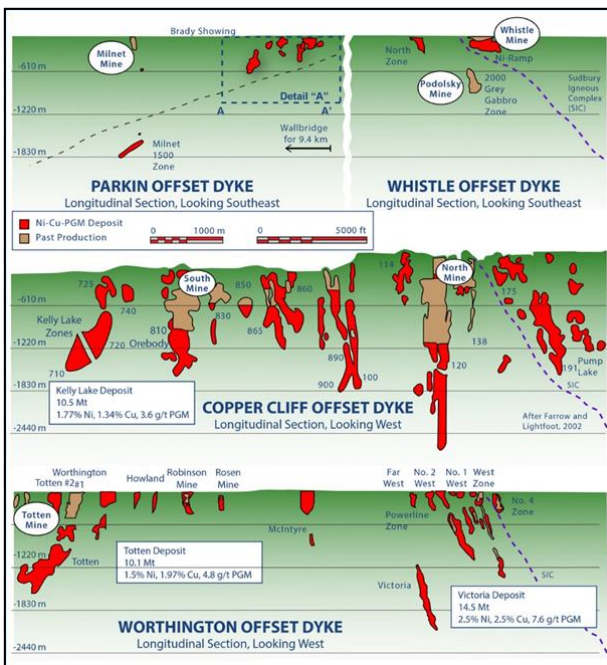 Brady Showing
Milnet
Mine
-610 m
Detail "A"
A
A'
-1220 m
Wallbridge
for 9.4 km
-1830 m
Milnet
1500
Zone
PARKIN OFFSET DYKE
Longitudinal Section, Looking Southeast
North
Zone
Whistle
Mine
Ni-Ramp
Podolsky
Mine
2000
Grey
Gabbro
Zone
Sudbury
Igneous
Complex
(SIC)
WHISTLE OFFSET DYKE
Longitudinal Section, Looking Southeast
Ni-Cu-PGM Deposit
Past Production
0 1000 m
0 5000 ft
725
740
South
Mine
850
860
114
North
Mine
175
-610 m
Kelly Lake
Zones
720
810
Orebody
830
865
890
138
-1220 m
710
900
100
120
191
Pump
Lake
SIC
-1830 m
Kelly Lake Deposit
10.5 Mt
1.77% Ni, 1.34% Cu, 3.6 g/t PGM
-2440 m
COPPER CLIFF OFFSET DYKE
Longitudinal Section, Looking West
After Farrow and
Lightfoot, 2002
Worthington
Totten #2 #1
Howland
Robinson
Mine
Rosen
Mine
Far
West
No. 2
West
No. 1
West
West
Zone
Totten
Mine
McIntyre
Powerline
Zone
No. 4
Zone
-1220 m
Totten
Totten Deposit
10.1 Mt
1.5% Ni, 1.97% Cu, 4.8 g/t PGM
SIC
-1830 m
Victoria
Victoria Deposit
14.5 Mt
2.5% Ni, 2.5% Cu, 7.6 g/t PGM
-2440 m
WORTHINGTON OFFSET DYKE
Longitudinal Section, Looking West